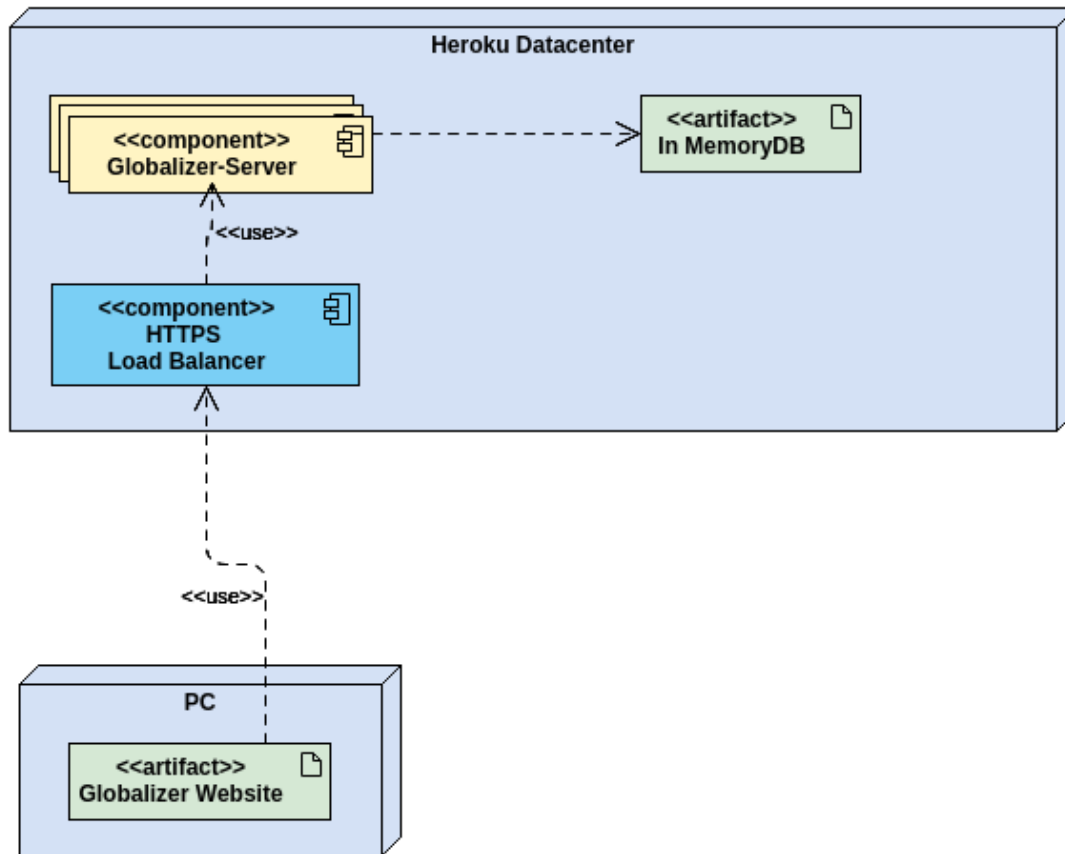 Heroku Datacenter
<<component>>
Globalizer-Server
<<artifact>>
In MemoryDB
<<use>>
<<component>>
HTTPS
Load Balancer
<<use>>
PC
<<artifact>>
Globalizer Website